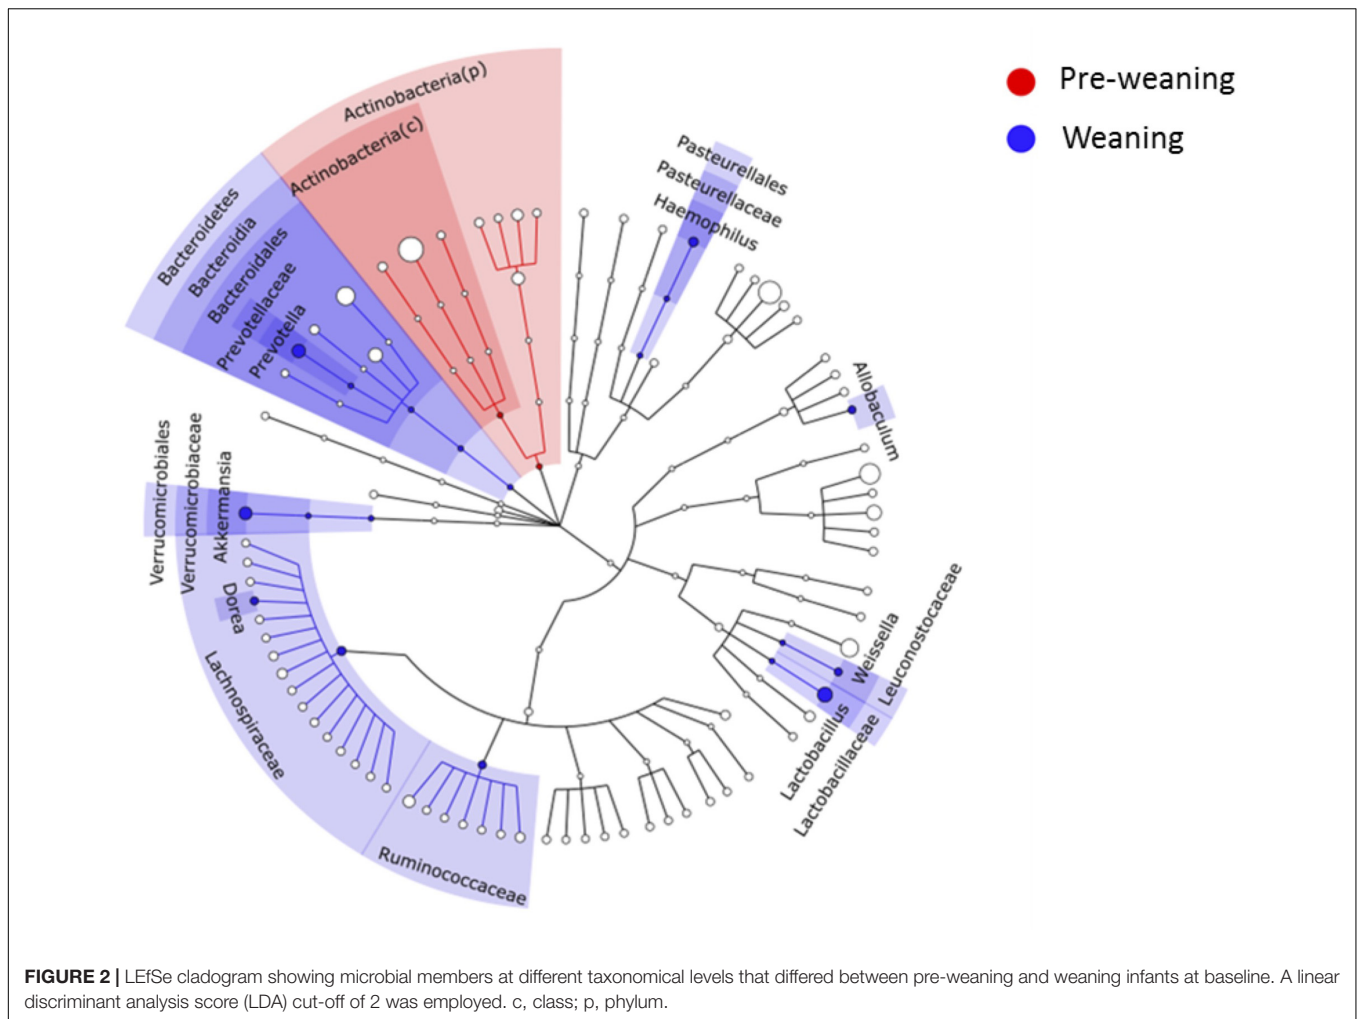 Pre-weaning
Weaning
Actinobacteria(p)
Actinobacteria(c)
Bacteroidetes
Bacteroidia
Bacteroidales
Prevotellaceae
Prevotella
Pasteurellales
Pasteurellaceae
Haemophilus
Allobaculum
Verrucomicrobiales
Verrucomicrobiaceae
Akkermansia
Dorea
Lachnospiraceae
Ruminococcaceae
Weissella
Leuconostocaceae
Lactobacillus
Lactobacillaceae
FIGURE 2 | LEfSe cladogram showing microbial members at different taxonomical levels that differed between pre-weaning and weaning infants at baseline. A linear
discriminant analysis score (LDA) cut-off of 2 was employed. c, class; p, phylum.